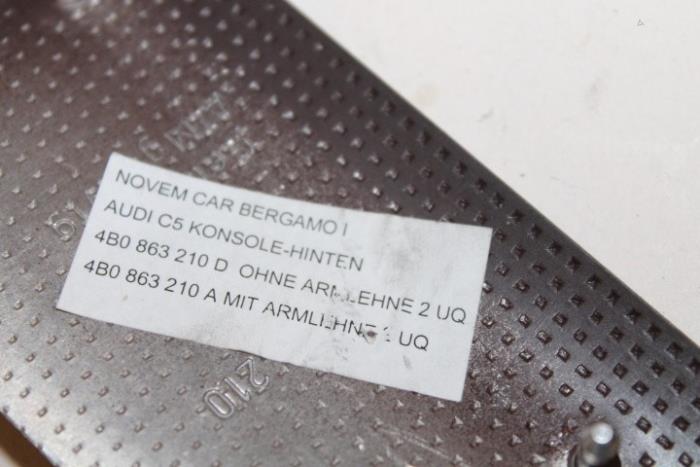 NOVEM CAR BERGAMO I
AUDI C5 KONSOLE-HINTEN
4B0 863 210 D OHNE ARMLEHNE 2 UQ
4B0 863 210 A MIT ARMLEHNE UQ
210